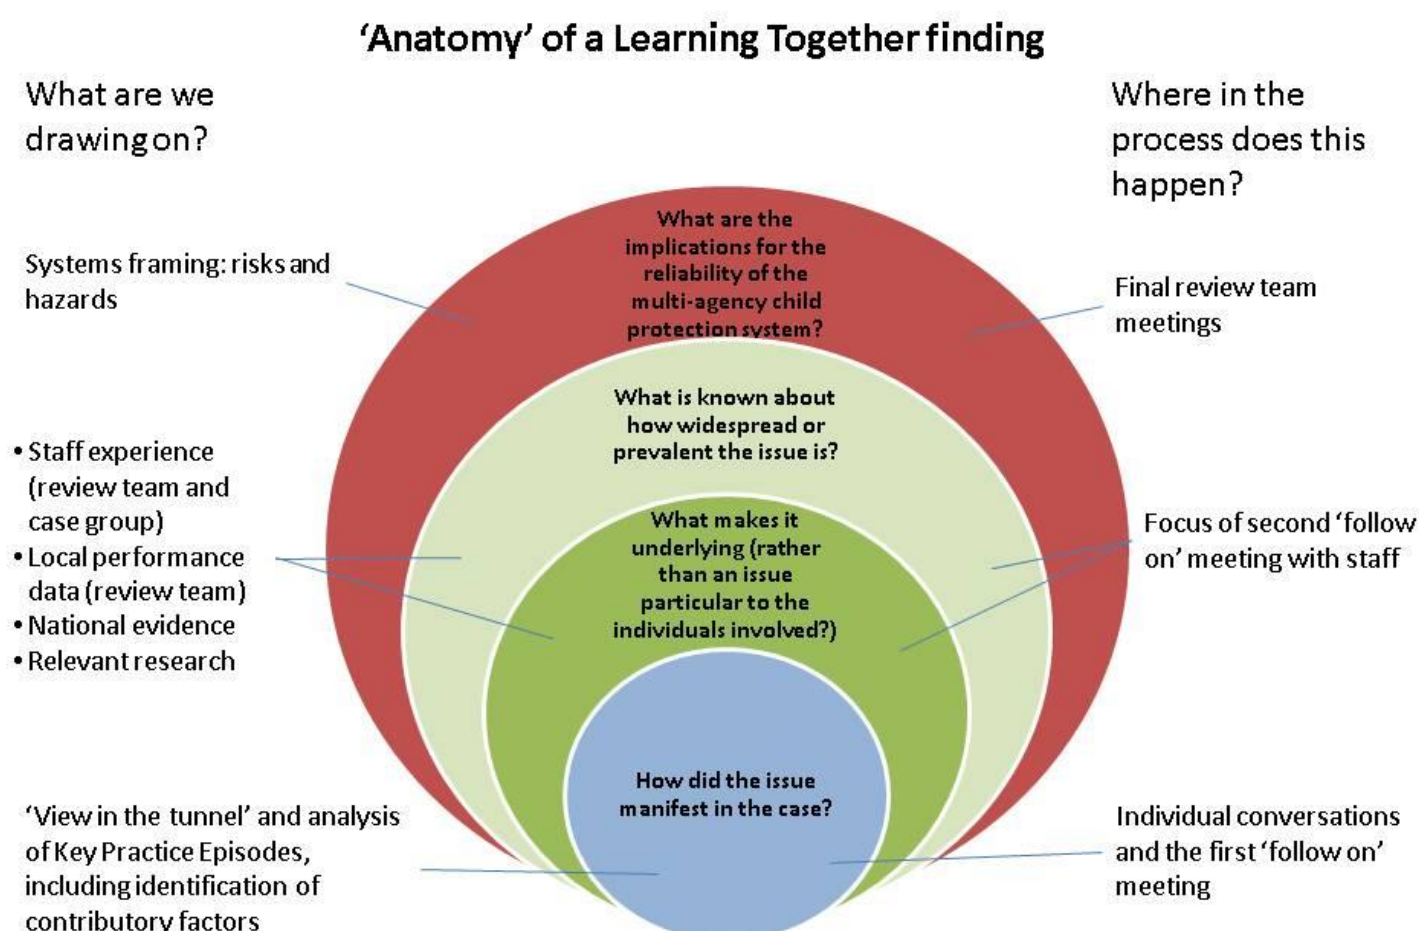 ‘Anatomy’ of a Learning Together finding
What are we
drawing on?
Where in the
process does this
happen?
What are the
implications for the
reliability of the
multi-agency child
protection system?
Systems framing: risks and
hazards
Final review team
meetings
What is known about
how widespread or
prevalent the issue is?
• Staff experience
(review team and
case group)
• Local performance
data (review team)
• National evidence
• Relevant research
What makes it
underlying (rather
than an issue
particular to the
individuals involved?)
Focus of second ‘follow
on’ meeting with staff
How did the issue
manifest in the case?
‘View in the tunnel’ and analysis
of Key Practice Episodes,
including identification of
contributory factors
Individual conversations
and the first ‘follow on’
meeting